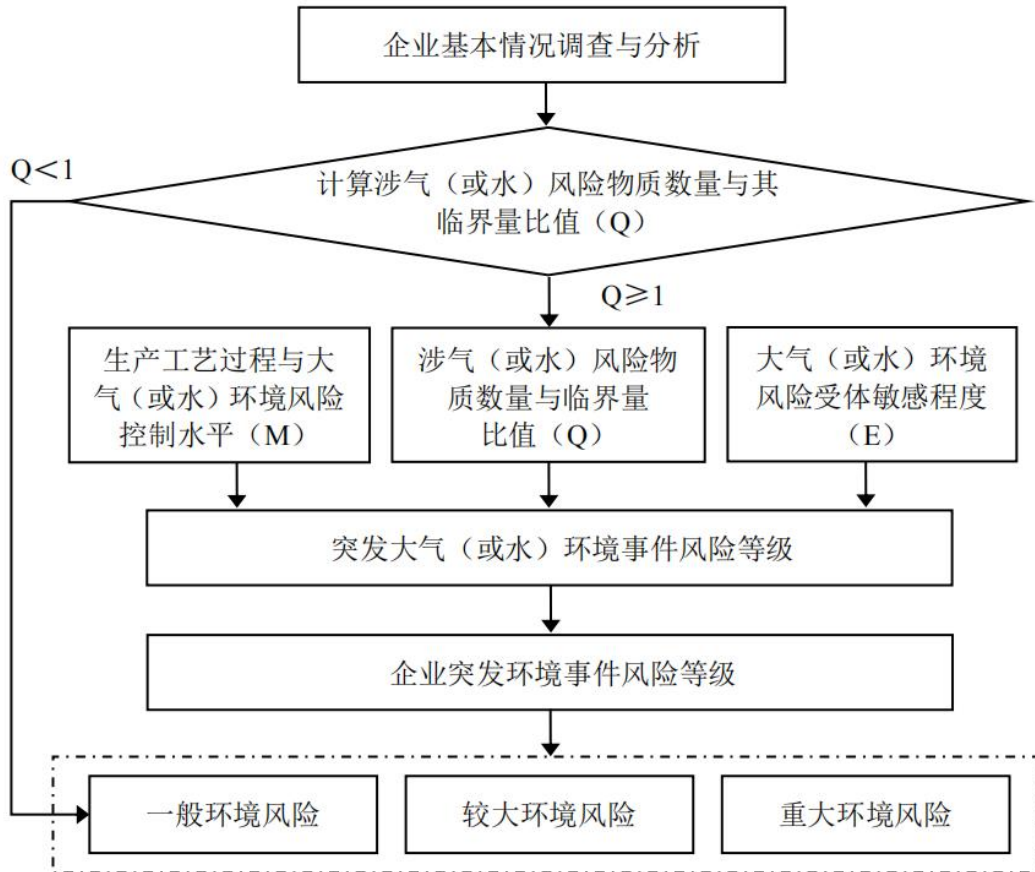 企业基本情况调查与分析
Q＜1
计算涉气（或水）风险物质数量与其
临界量比值（Q）
Q≥1
生产工艺过程与大
气（或水）环境风险
控制水平（M）
涉气（或水）风险物
质数量与临界量
比值（Q）
大气（或水）环境
风险受体敏感程度
（E）
突发大气（或水）环境事件风险等级
企业突发环境事件风险等级
一般环境风险
较大环境风险
重大环境风险